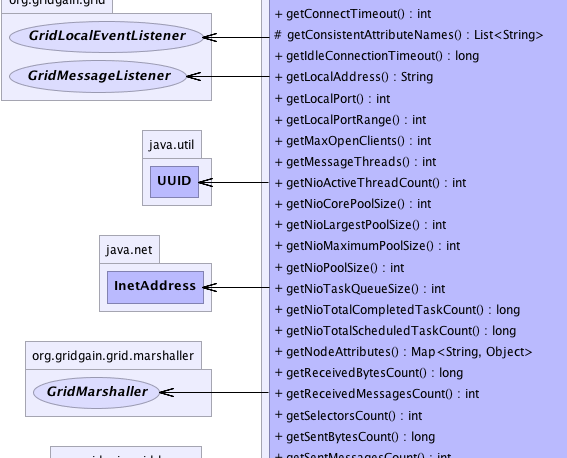 org.gridgain.grid
GridLocalEventListener
GridMessageListener
java.util
UUID
java.net
InetAddress
org.gridgain.grid.marshaller
GridMarshaller
+ getConnectTimeout() : int
# getConsistentAttributeNames() : List<String>
+ getIdleConnectionTimeout() : long
+ getLocalAddress() : String
+ getLocalPort() : int
+ getLocalPortRange() : int
+ getMaxOpenClients() : int
+ getMessageThreads() : int
+ getNioActiveThreadCount() : int
+ getNioCorePoolSize() : int
+ getNioLargestPoolSize() : int
+ getNioMaximumPoolSize() : int
+ getNioPoolSize() : int
+ getNioTaskQueueSize() : int
+ getNioTotalCompletedTaskCount() : long
+ getNioTotalScheduledTaskCount() : long
+ getNodeAttributes() : Map<String, Object>
+ getReceivedBytesCount() : long
+ getReceivedMessagesCount() : int
+ getSelectorsCount() : int
+ getSentBytesCount() : long
+ getSentMessagesCount() : int